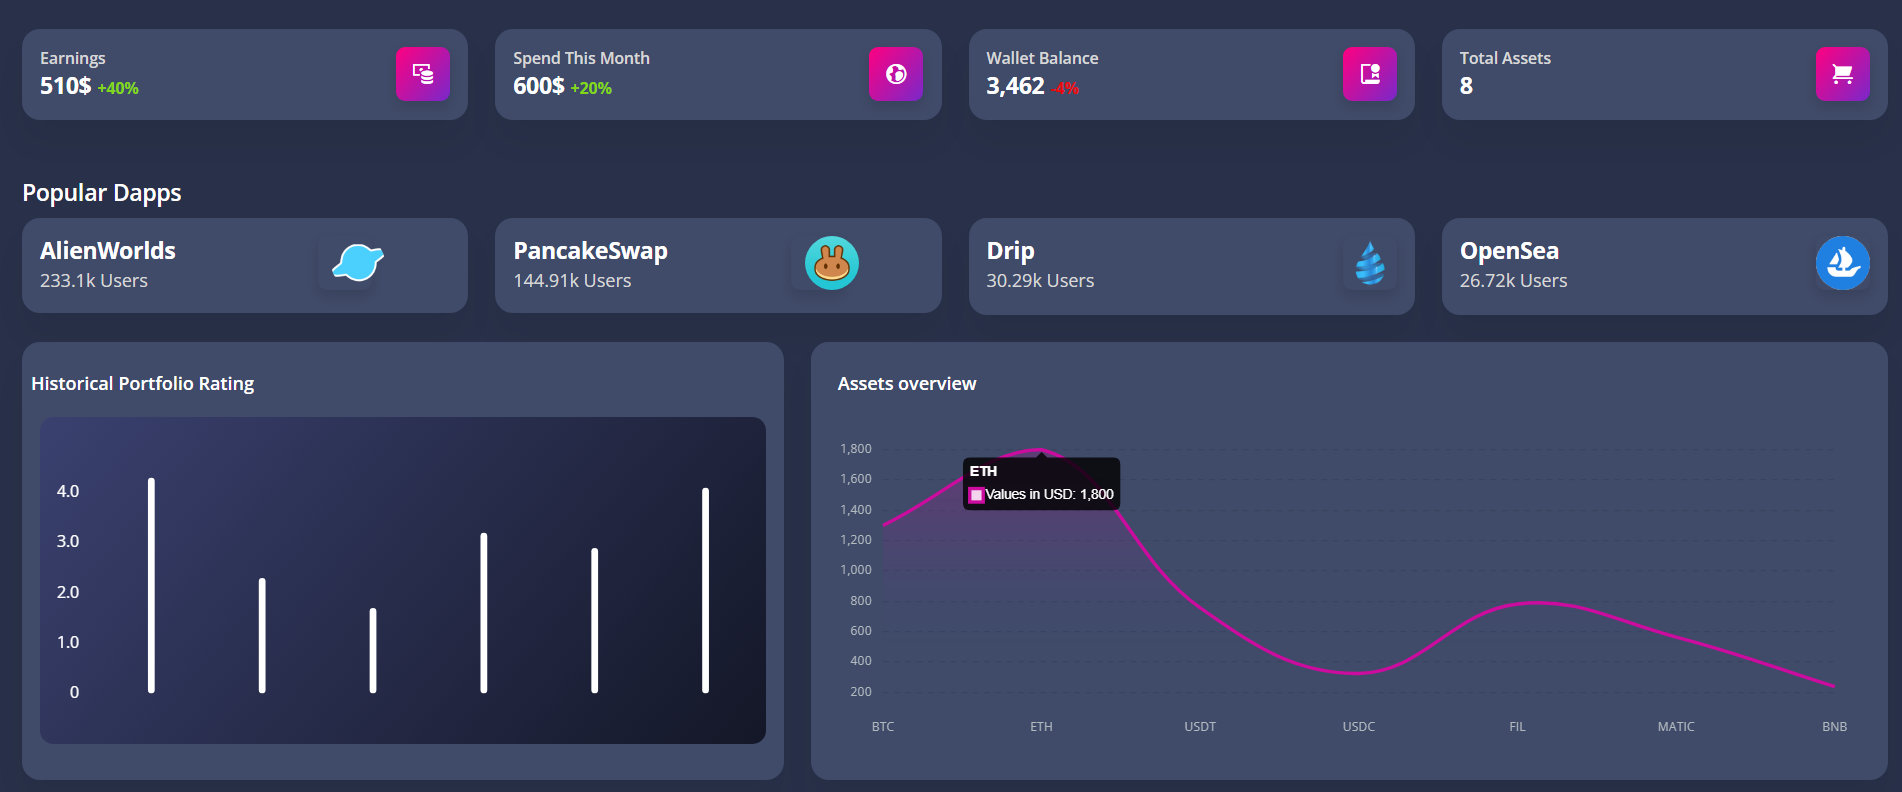 Earnings
510$ +40%
Spend This Month
600$ +20%
Wallet Balance
3,462 -4%
Total Assets
8
Popular Dapps
AlienWorlds
233.1k Users
PancakeSwap
144.91k Users
Drip
30.29k Users
OpenSea
26.72k Users
Historical Portfolio Rating
4.0
3.0
2.0
1.0
0
Assets overview
1,800
1,600
1,400
1,200
1,000
800
600
400
200
ETH
Values in USD: 1,800
BTC ETH USDT USDC FIL MATIC BNB